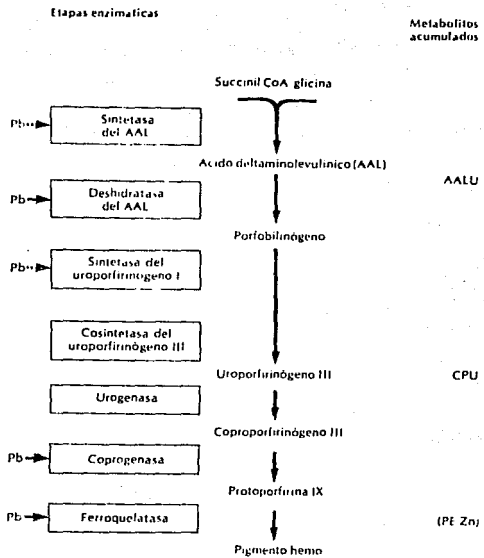 Etapas enzimaticas
Metabolitos
acumulados
Succinil CoA glicina
Pb
Sintetasa
del AAL
Acido deltaminolevulinico (AAL)
AALU
Pb
Deshidratasa
del AAL
Porfobilinógeno
Pb
Sintetasa del
uroporfirinogeno I
Cosintetasa del
uroporfirinógeno III
Uroporfirinógeno III
CPU
Urogenasa
Coproporfirinógeno III
Pb
Coprogenasa
Protoporfirina IX
Pb
Ferroquelatasa
(PE Zn)
Pigmento hemo